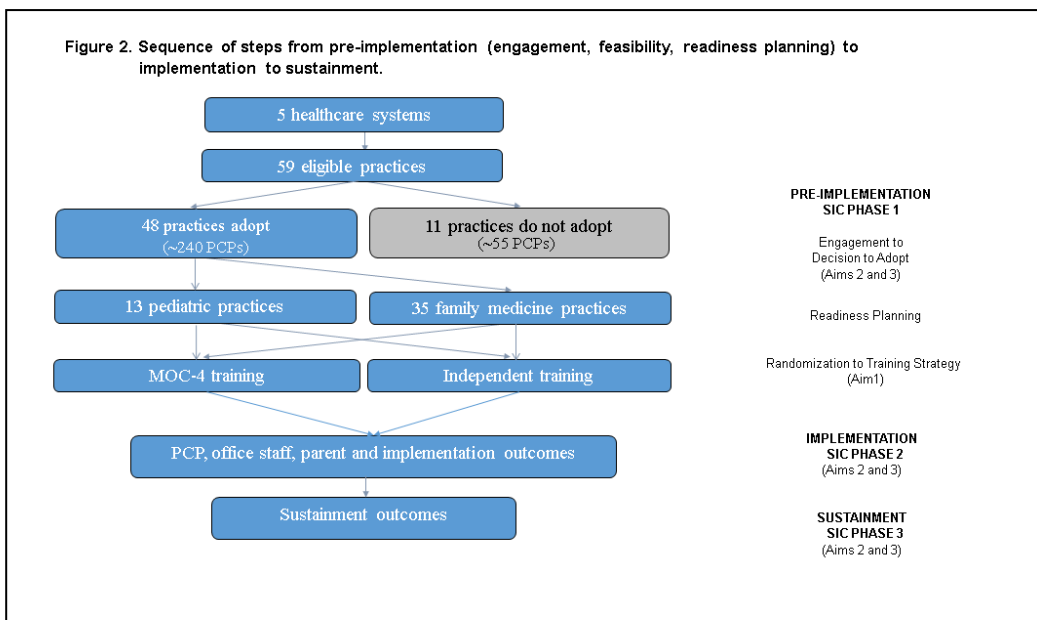 Figure 2. Sequence of steps from pre-implementation (engagement, feasibility, readiness planning) to
implementation to sustainment.
5 healthcare systems
59 eligible practices
48 practices adopt
(~240 PCPs)
11 practices do not adopt
(~55 PCPs)
13 pediatric practices
35 family medicine practices
MOC-4 training
Independent training
PCP, office staff, parent and implementation outcomes
Sustainment outcomes
PRE-IMPLEMENTATION
SIC PHASE 1
Engagement to
Decision to Adopt
(Aims 2 and 3)
Readiness Planning
Randomization to Training Strategy
(Aim1)
IMPLEMENTATION
SIC PHASE 2
(Aims 2 and 3)
SUSTAINMENT
SIC PHASE 3
(Aims 2 and 3)